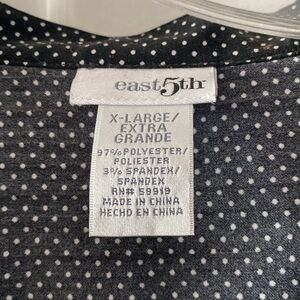 east5th
X-LARGE/
EXTRA
GRANDE
97% POLYESTER/
POLIESTER
3% SPANDEX/
SPANDEX
RN# 59919
MADE IN CHINA
HECHO EN CHINA